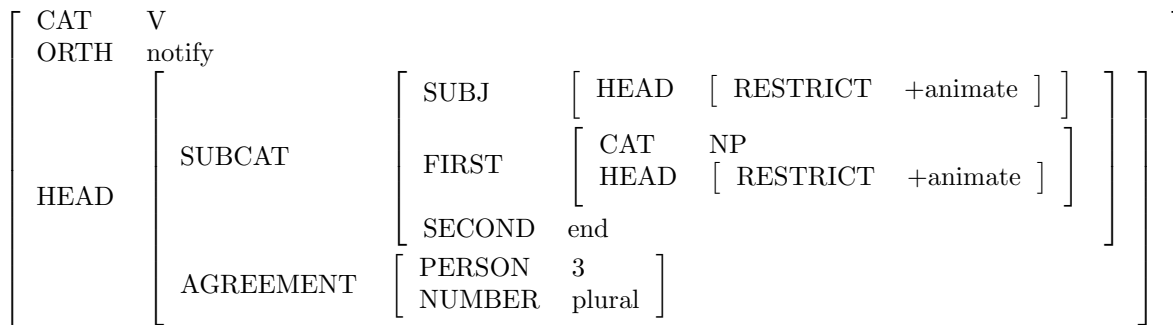 CAT V
ORTH notify
SUBJ HEAD RESTRICT +animate
SUBCAT FIRST CAT NP
HEAD RESTRICT +animate
HEAD
SECOND end
AGREEMENT PERSON 3
NUMBER plural